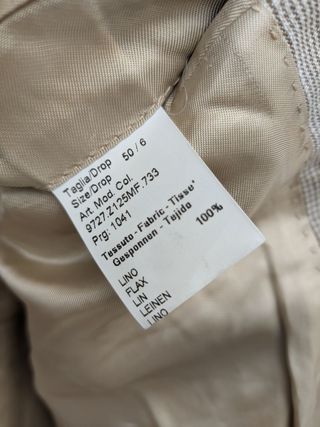 Taglia/Drop 50 / 6
Size/Drop
Art. Mod. Col.
9727.Z125MF.733
Prg: 1041
Tessuto - Fabric - Tisse'
Gesponnen - Tejido
100%
LINO
FLAX
LIN
LEINEN
LINO